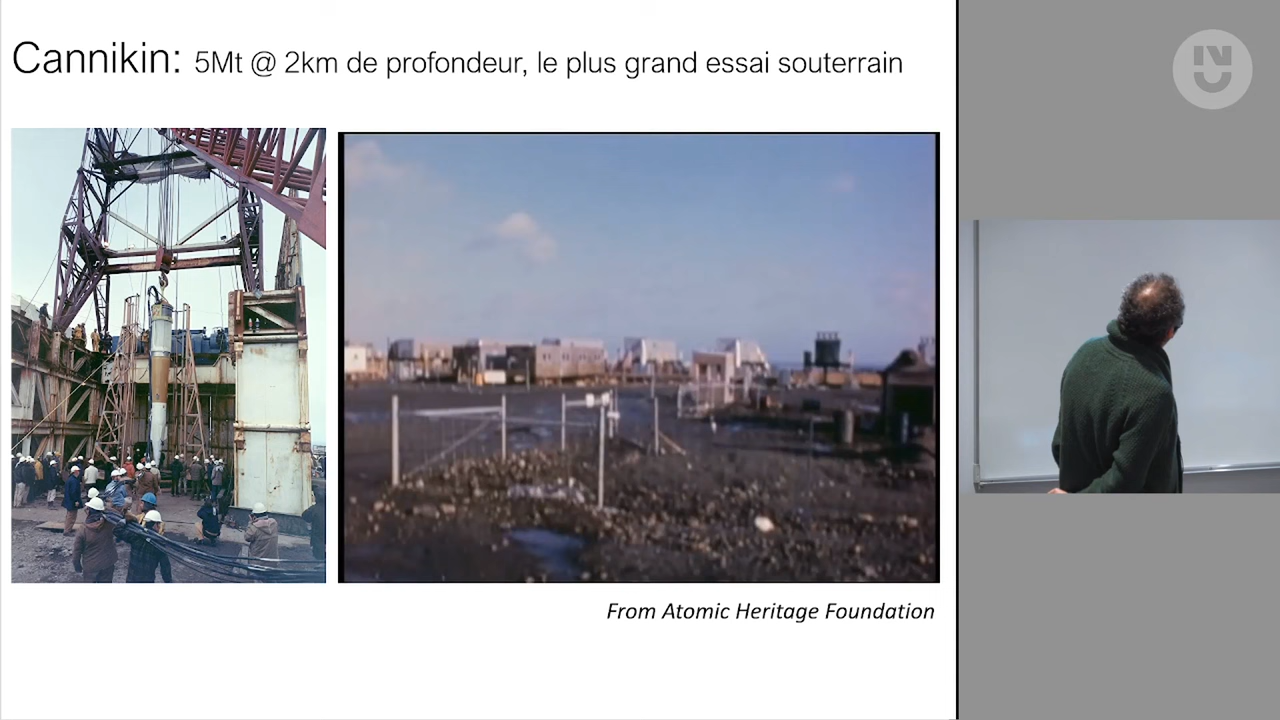 Cannikin: 5Mt @ 2km de profondeur, le plus grand essai souterrain
From Atomic Heritage Foundation